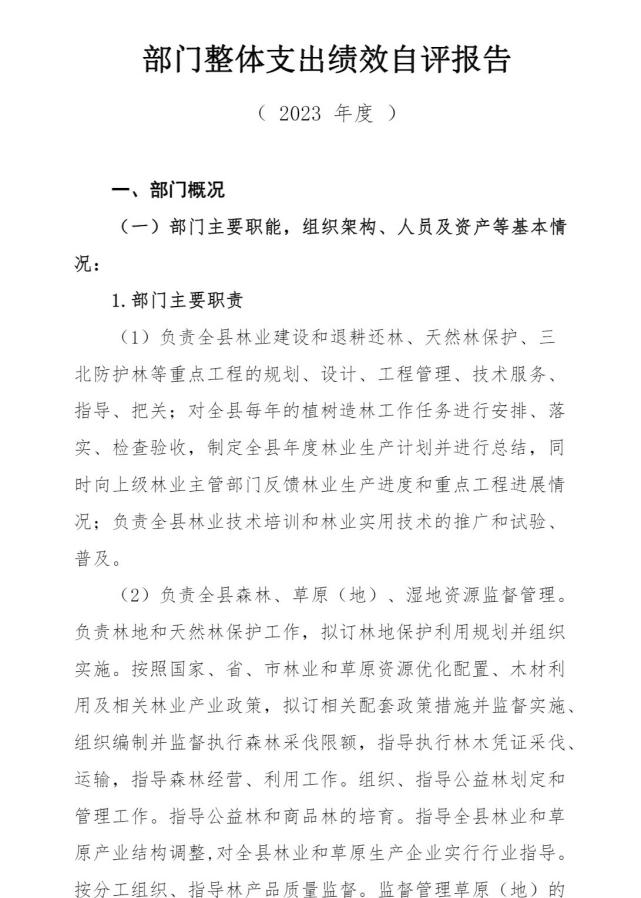 部门整体支出绩效自评报告
（ 2023 年度 ）
一、部门概况
（一）部门主要职能，组织架构、人员及资产等基本情
况：
1.部门主要职责
（1）负责全县林业建设和退耕还林、天然林保护、三
北防护林等重点工程的规划、设计、工程管理、技术服务、
指导、把关；对全县每年的植树造林工作任务进行安排、落
实、检查验收，制定全县年度林业生产计划并进行总结，同
时向上级林业主管部门反馈林业生产进度和重点工程进展情
况；负责全县林业技术培训和林业实用技术的推广和试验、
普及。
（2）负责全县森林、草原（地）、湿地资源监督管理。
负责林地和天然林保护工作，拟订林地保护利用规划并组织
实施。按照国家、省、市林业和草原资源优化配置、木材利
用及相关林业产业政策，拟订相关配套政策措施并监督实施、
组织编制并监督执行森林采伐限额，指导执行林木凭证采伐、
运输，指导森林经营、利用工作。组织、指导公益林划定和
管理工作。指导公益林和商品林的培育。指导全县林业和草
原产业结构调整,对全县林业和草原生产企业实行行业指导。
按分工组织、指导林产品质量监督。监督管理草原（地）的